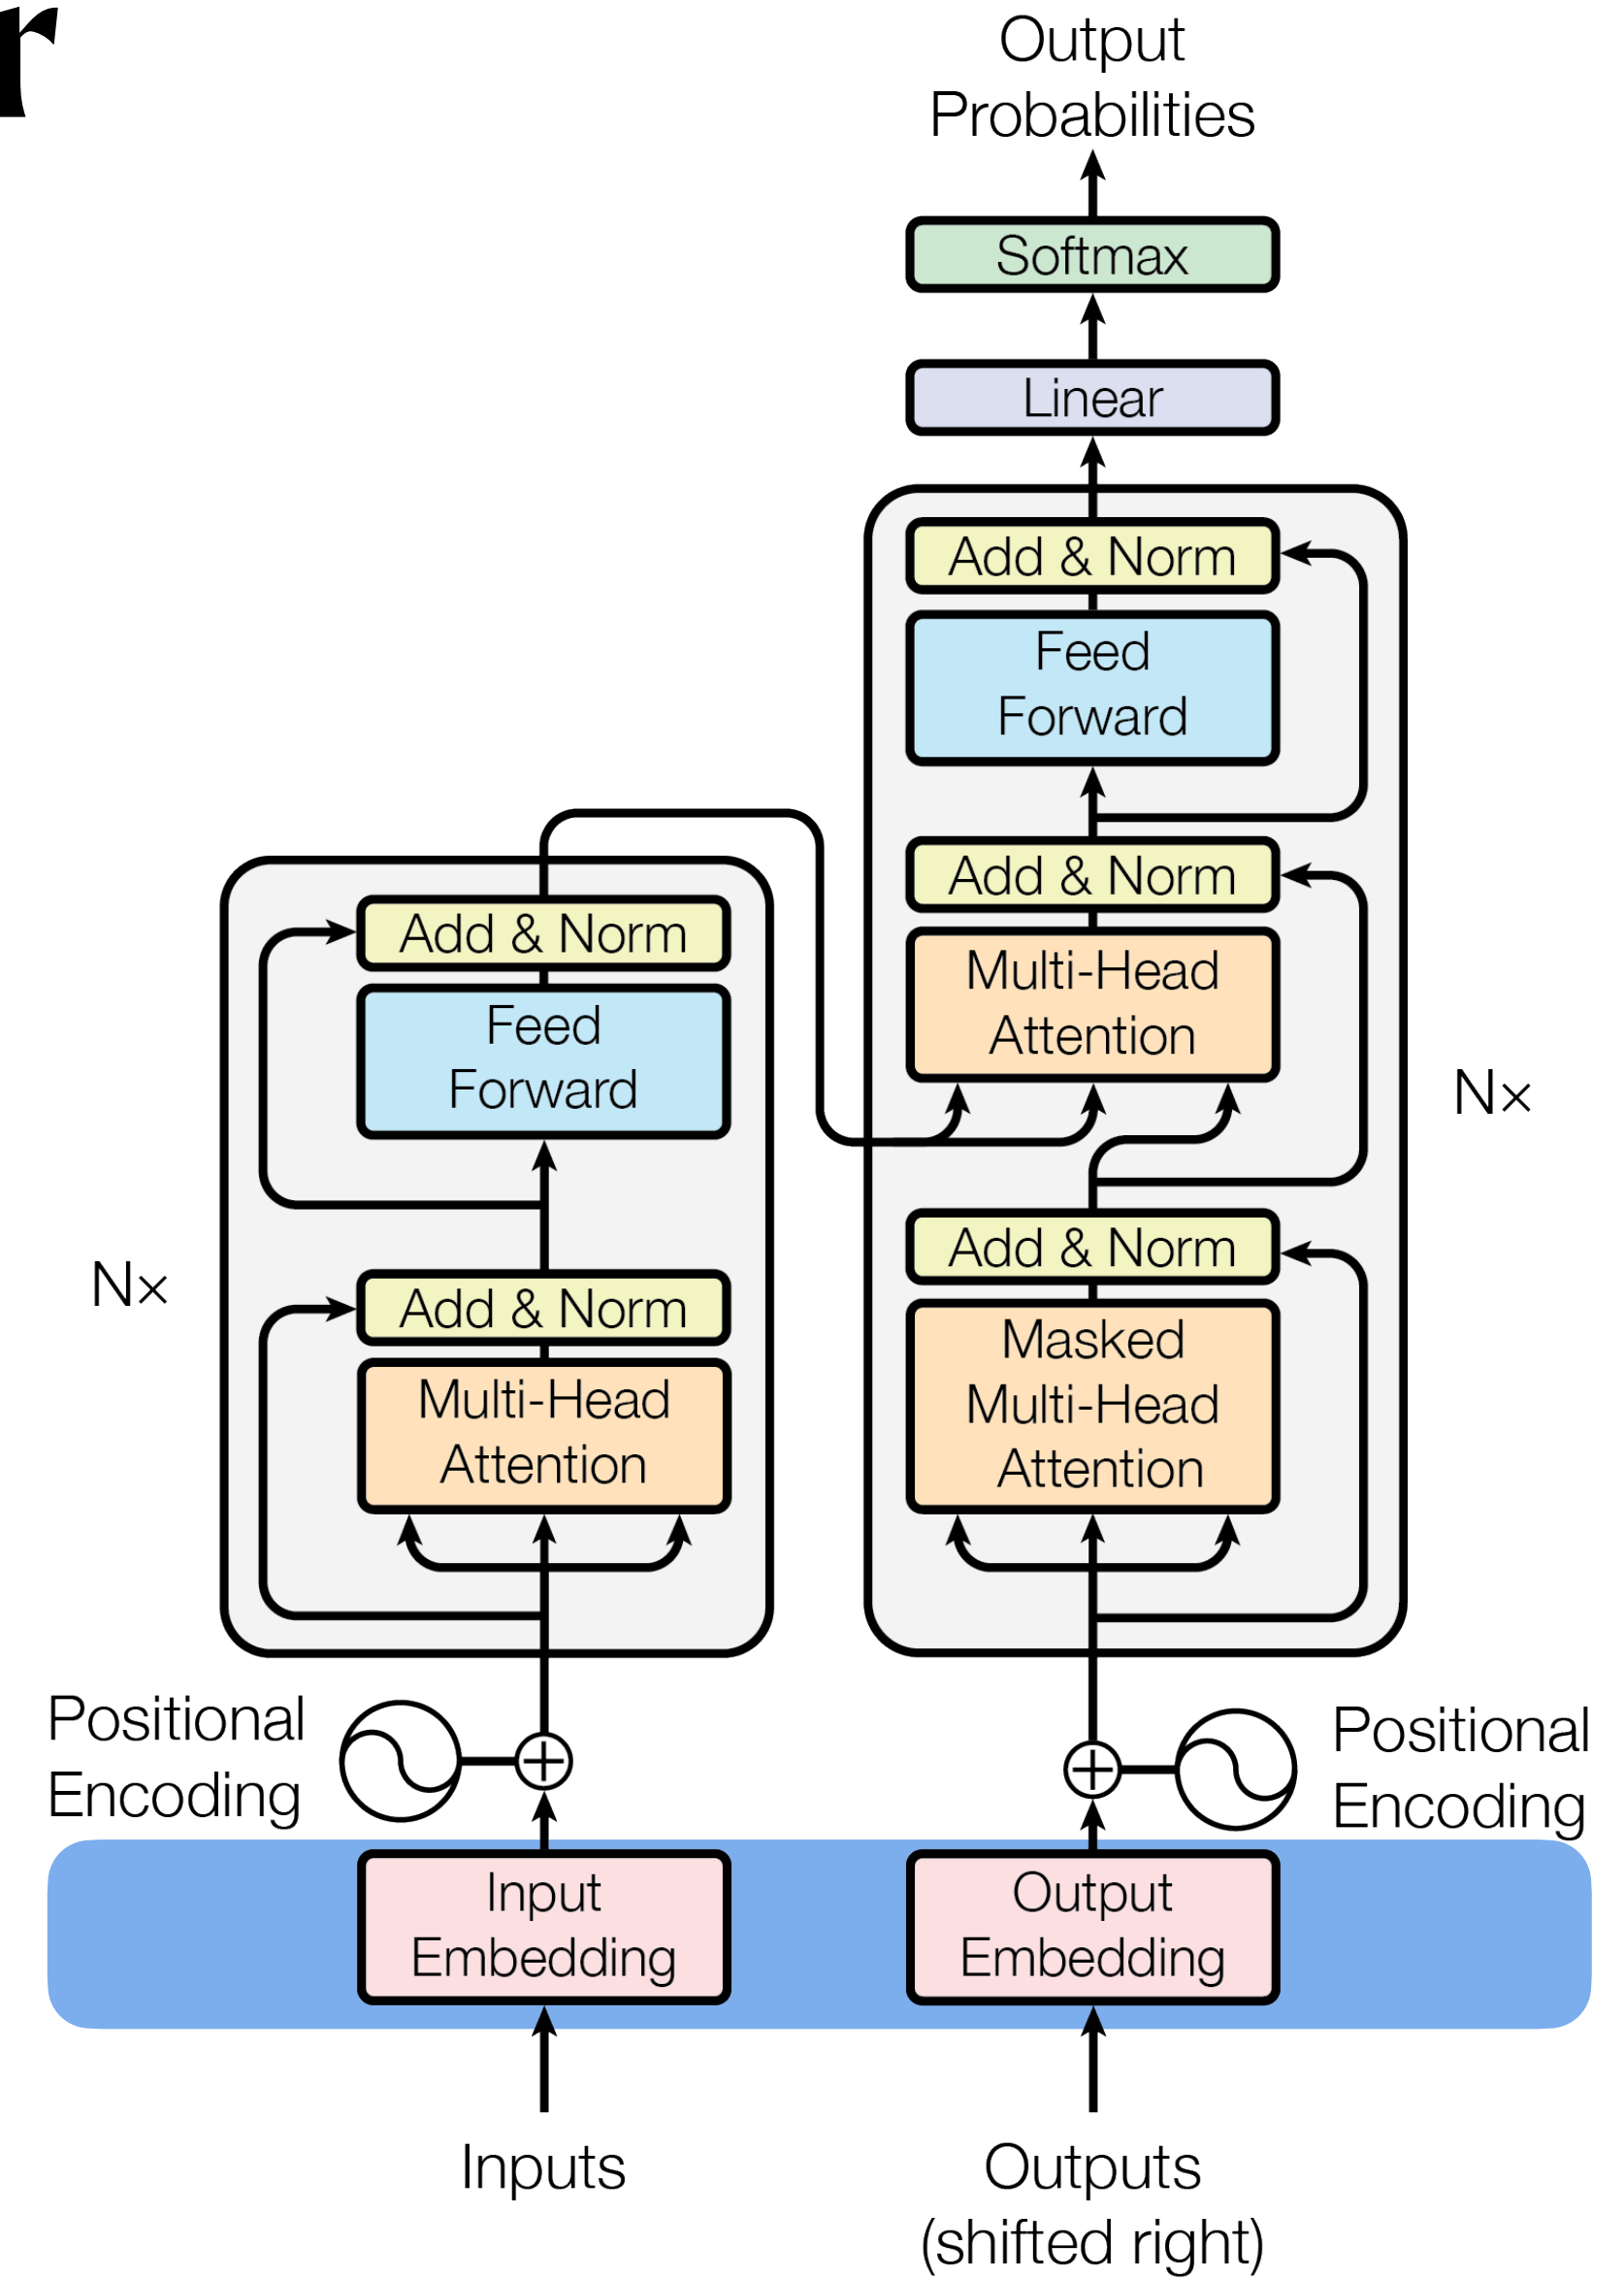 r
Output
Probabilities
Softmax
Linear
Add & Norm
Feed
Forward
Add & Norm
Multi-Head
Attention
Add & Norm
Masked
Multi-Head
Attention
N×
Add & Norm
Feed
Forward
Add & Norm
Multi-Head
Attention
N×
Positional
Encoding
Positional
Encoding
Input
Embedding
Output
Embedding
Inputs
Outputs
(shifted right)